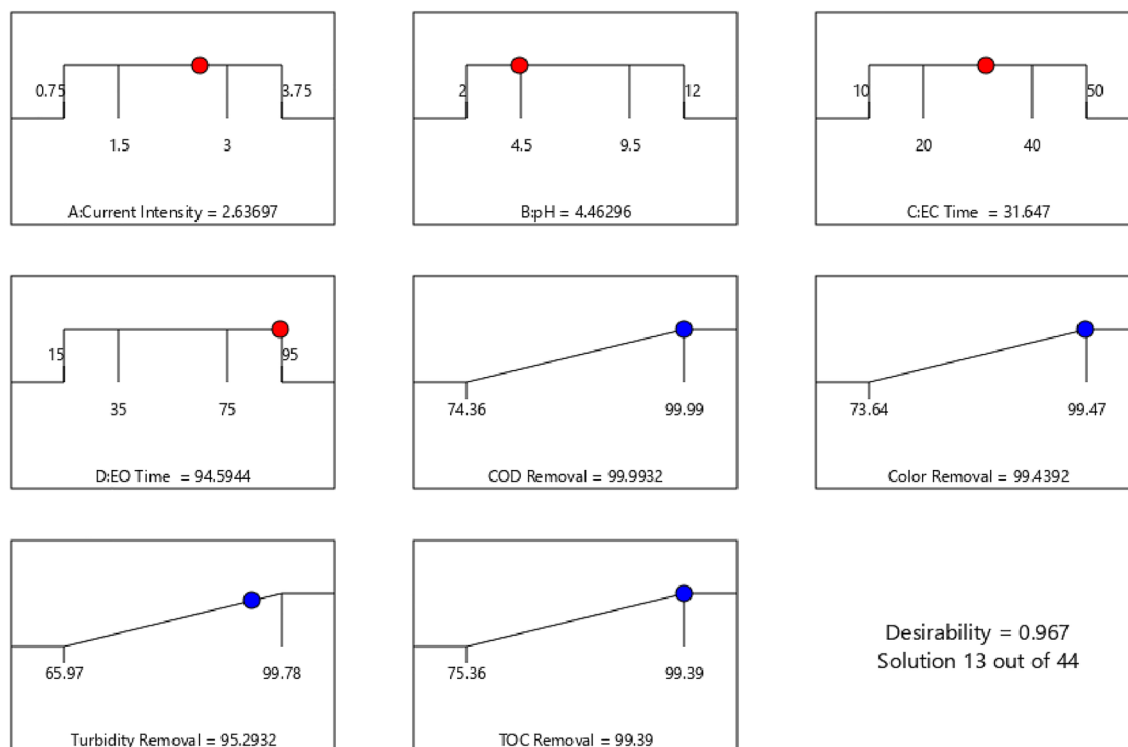 0.75 3.75
1.5 3
A:Current Intensity = 2.63697
2 12
4.5 9.5
B:pH = 4.46296
10 50
20 40
C:EC Time = 31.647
15 95
35 75
D:EO Time = 94.5944
74.36 99.99
COD Removal = 99.9932
73.64 99.47
Color Removal = 99.4392
65.97 99.78
Turbidity Removal = 95.2932
75.36 99.39
TOC Removal = 99.39
Desirability = 0.967
Solution 13 out of 44